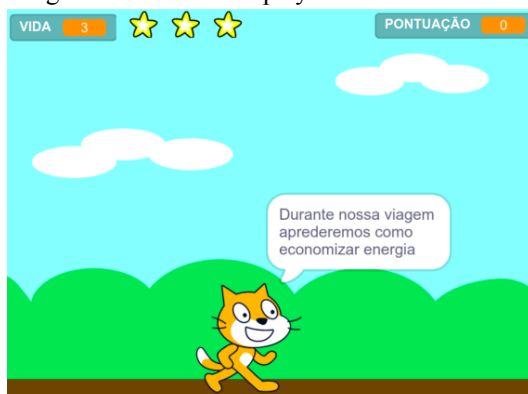 VIDA 3
PONTUAÇÃO 0
Durante nossa viagem
aprederemos como
economizar energia